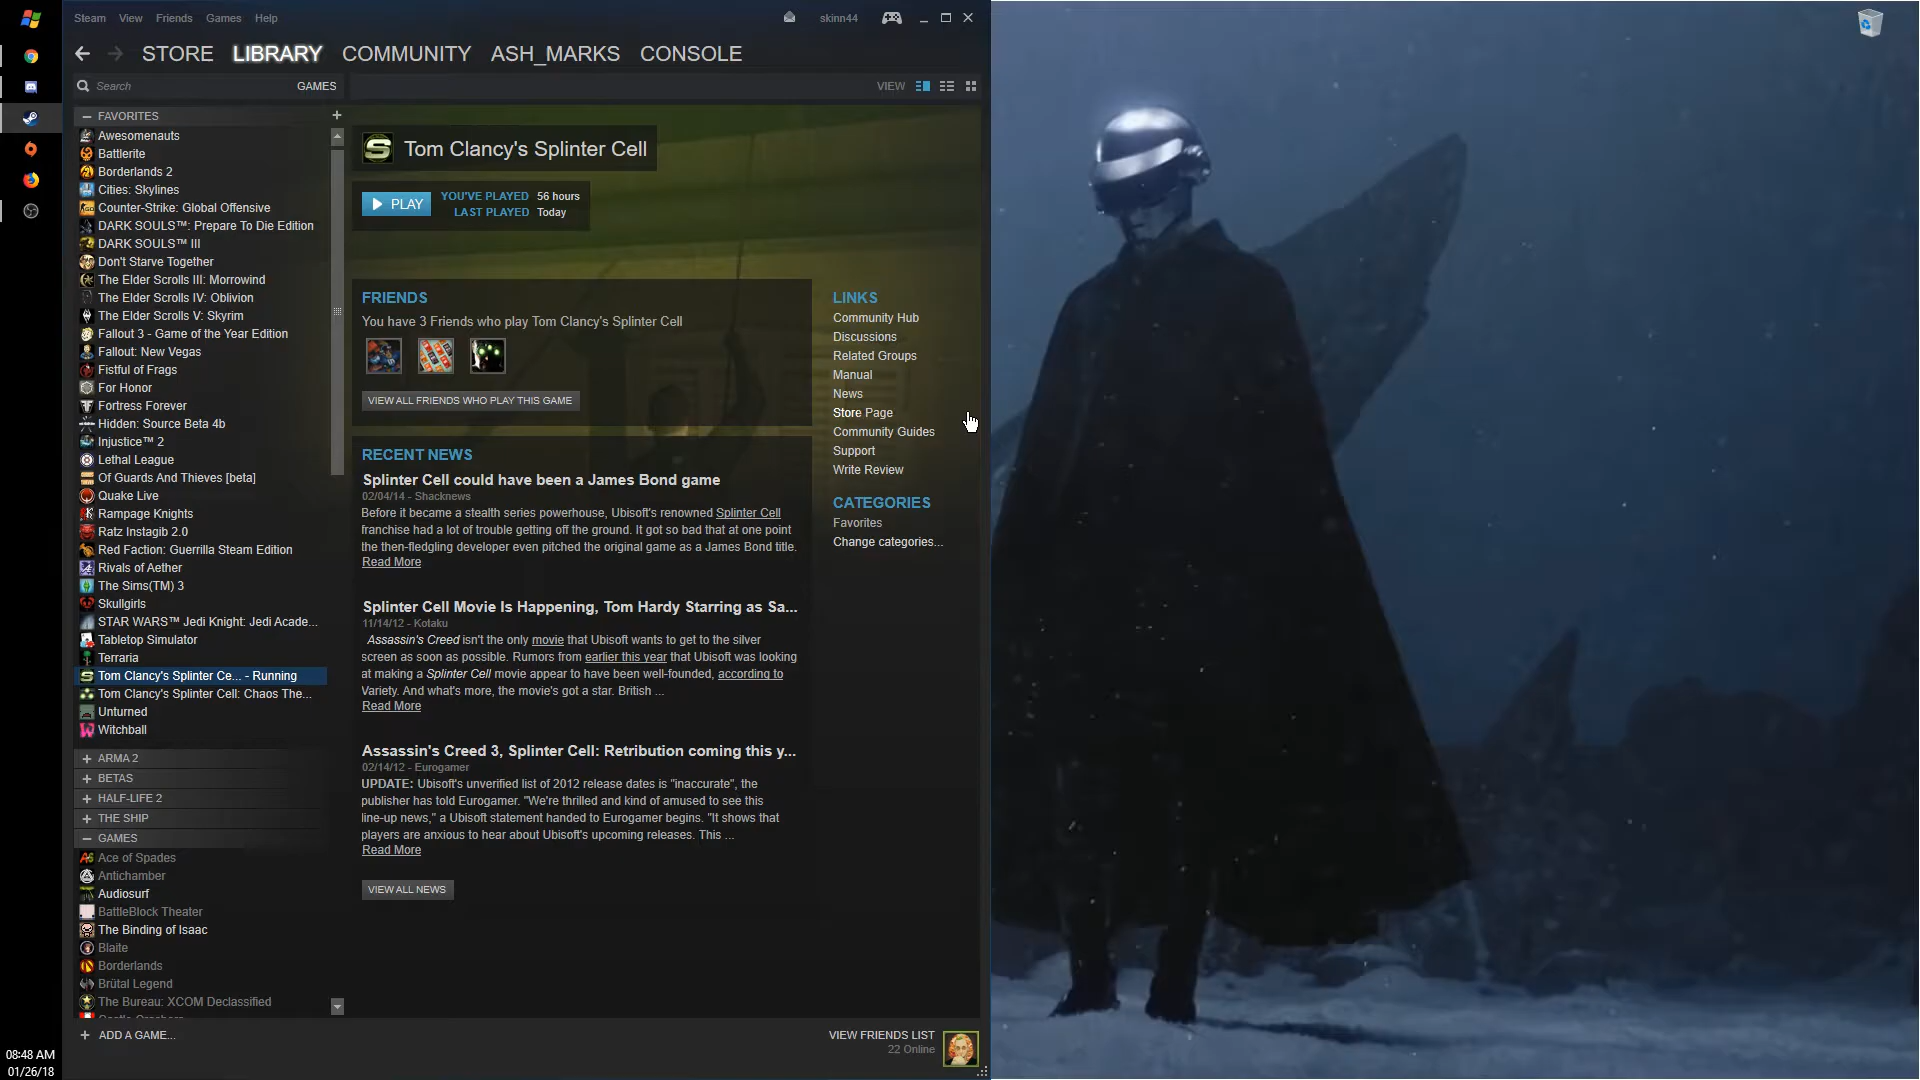 Steam View Friends Games Help skinn44
STORE LIBRARY COMMUNITY ASH_MARKS CONSOLE
Search GAMES VIEW
FAVORITES
Awesomenauts
Battlerite
Borderlands 2
Cities: Skylines
Counter-Strike: Global Offensive
DARK SOULS™: Prepare To Die Edition
DARK SOULS™ III
Don't Starve Together
The Elder Scrolls III: Morrowind
The Elder Scrolls IV: Oblivion
The Elder Scrolls V: Skyrim
Fallout 3 - Game of the Year Edition
Fallout: New Vegas
Fistful of Frags
For Honor
Fortress Forever
Hidden: Source Beta 4b
Injustice™ 2
Lethal League
Of Guards And Thieves [beta]
Quake Live
Rampage Knights
Ratz Instagib 2.0
Red Faction: Guerrilla Steam Edition
Rivals of Aether
The Sims(TM) 3
Skullgirls
STAR WARS™ Jedi Knight: Jedi Acade...
Tabletop Simulator
Terraria
Tom Clancy's Splinter Ce... - Running
Tom Clancy's Splinter Cell: Chaos The...
Unturned
Witchball
ARMA 2
BETAS
HALF-LIFE 2
THE SHIP
GAMES
Ace of Spades
Antichamber
Audiosurf
BattleBlock Theater
The Binding of Isaac
Blaite
Borderlands
Brütal Legend
The Bureau: XCOM Declassified
ADD A GAME...
Tom Clancy's Splinter Cell
PLAY
YOU'VE PLAYED 56 hours
LAST PLAYED Today
FRIENDS
You have 3 Friends who play Tom Clancy's Splinter Cell
VIEW ALL FRIENDS WHO PLAY THIS GAME
RECENT NEWS
Splinter Cell could have been a James Bond game
02/04/14 - Shacknews
Before it became a stealth series powerhouse, Ubisoft's renowned Splinter Cell
franchise had a lot of trouble getting off the ground. It got so bad that at one point
the then-fledgling developer even pitched the original game as a James Bond title.
Read More
Splinter Cell Movie Is Happening, Tom Hardy Starring as Sa...
11/14/12 - Kotaku
Assassin's Creed isn't the only movie that Ubisoft wants to get to the silver
screen as soon as possible. Rumors from earlier this year that Ubisoft was looking
at making a Splinter Cell movie appear to have been well-founded, according to
Variety. And what's more, the movie's got a star. British ...
Read More
Assassin's Creed 3, Splinter Cell: Retribution coming this y...
02/14/12 - Eurogamer
UPDATE: Ubisoft's unverified list of 2012 release dates is "inaccurate", the
publisher has told Eurogamer. "We're thrilled and kind of amused to see this
line-up news," a Ubisoft statement handed to Eurogamer begins. "It shows that
players are anxious to hear about Ubisoft's upcoming releases. This ...
Read More
VIEW ALL NEWS
LINKS
Community Hub
Discussions
Related Groups
Manual
News
Store Page
Community Guides
Support
Write Review
CATEGORIES
Favorites
Change categories...
VIEW FRIENDS LIST
22 Online
08:48 AM
01/26/18